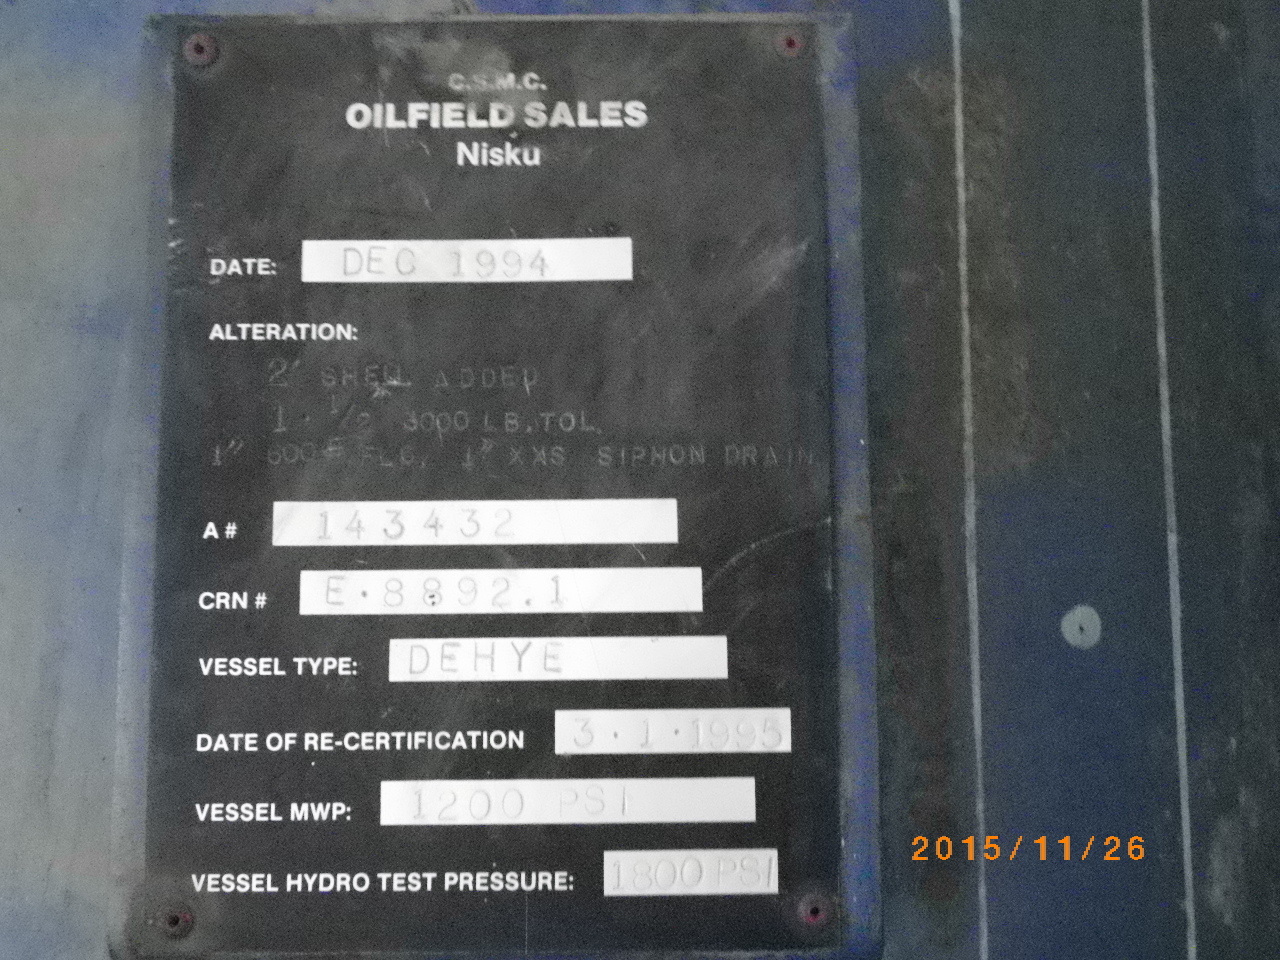 C.S.M.C.
OILFIELD SALES
Nisku
DATE: DEC 1994
ALTERATION:
2' SHELL ADDED
1 · 1/2 3000 LB. TOL.
1" 600# FLG. 1" XXS SIPHON DRAIN
A # 143432
CRN # E·8892.1
VESSEL TYPE: DEHYE
DATE OF RE-CERTIFICATION 3·1·1995
VESSEL MWP: 1200 PSI
VESSEL HYDRO TEST PRESSURE: 1800 PSI
2015/11/26